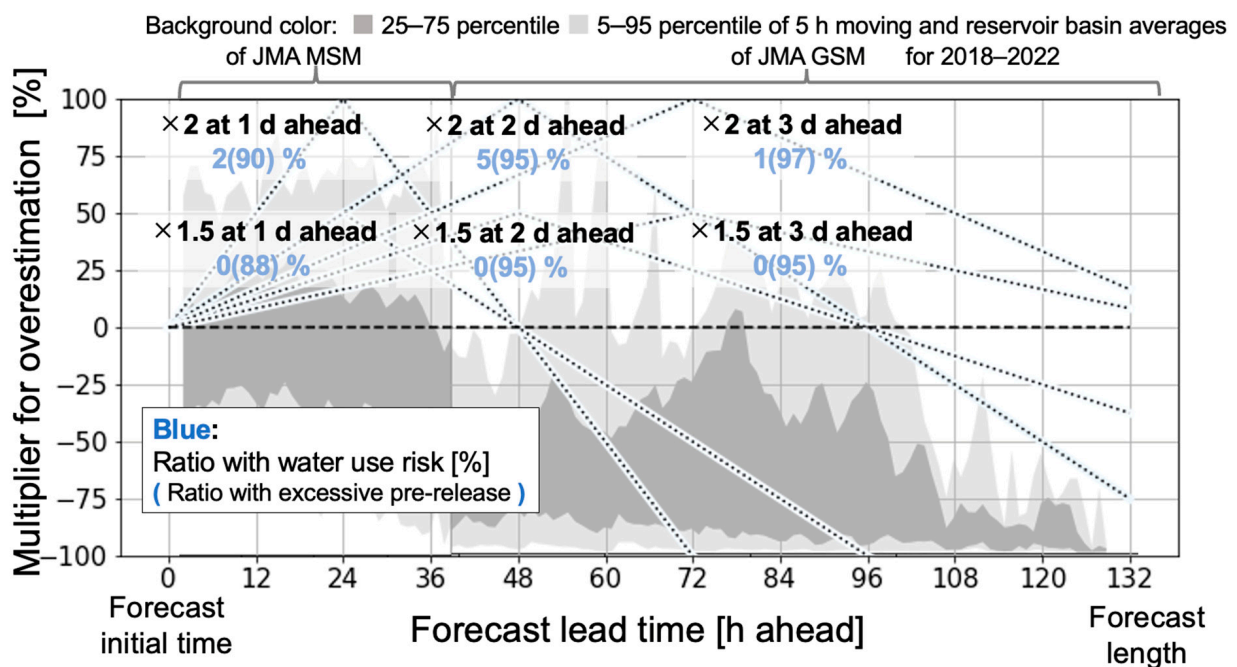 Background color: 25–75 percentile 5–95 percentile of 5 h moving and reservoir basin averages
of JMA MSM of JMA GSM for 2018–2022
Multiplier for overestimation [%]
100
75
50
25
0
−25
−50
−75
−100
×2 at 1 d ahead ×2 at 2 d ahead ×2 at 3 d ahead
2(90) % 5(95) % 1(97) %
×1.5 at 1 d ahead ×1.5 at 2 d ahead ×1.5 at 3 d ahead
0(88) % 0(95) % 0(95) %
Blue:
Ratio with water use risk [%]
( Ratio with excessive pre-release )
0 12 24 36 48 60 72 84 96 108 120 132
Forecast
initial time
Forecast lead time [h ahead]
Forecast
length